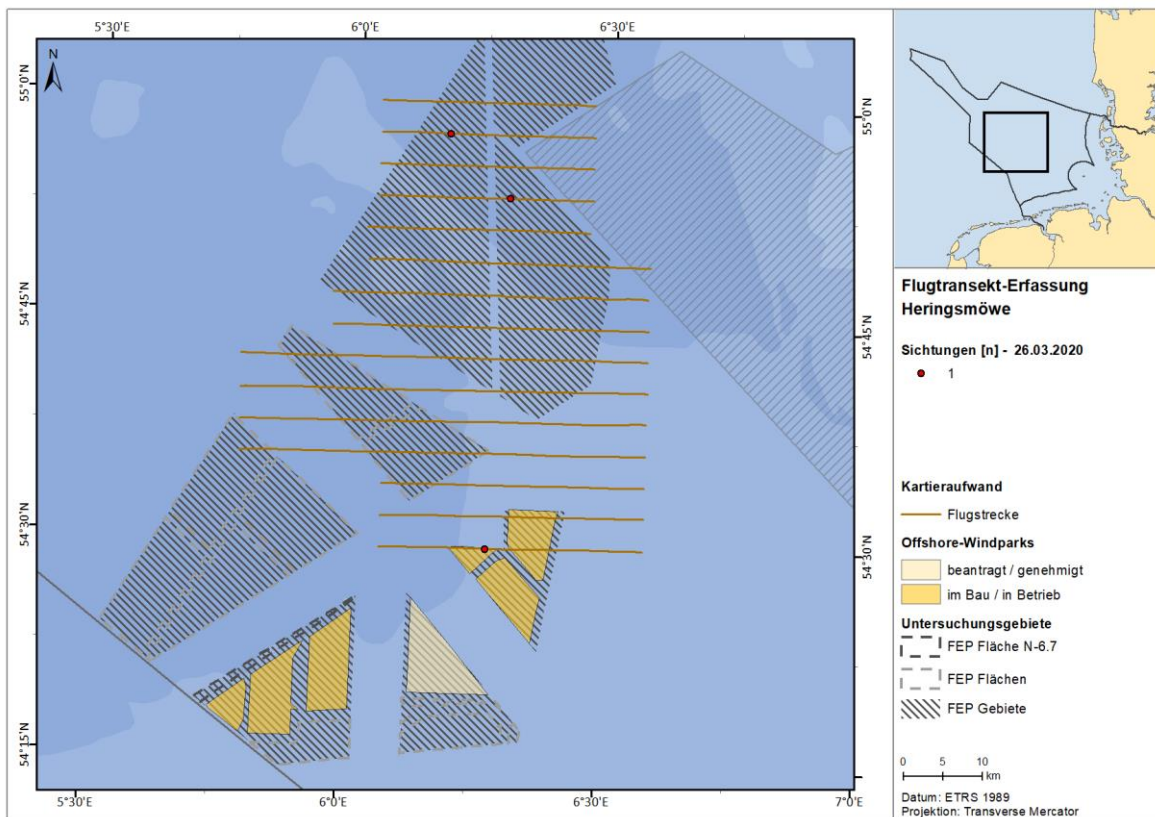 5°30'E
6°0'E
6°30'E
N
55°0'N
54°45'N
54°30'N
54°15'N
55°0'N
54°45'N
54°30'N
5°30'E
6°0'E
6°30'E
7°0'E
Flugtransekt-Erfassung
Heringsmöwe
Sichtungen [n] - 26.03.2020
1
Kartieraufwand
Flugstrecke
Offshore-Windparks
beantragt / genehmigt
im Bau / in Betrieb
Untersuchungsgebiete
FEP Fläche N-6.7
FEP Flächen
FEP Gebiete
0 5 10
km
Datum: ETRS 1989
Projektion: Transverse Mercator